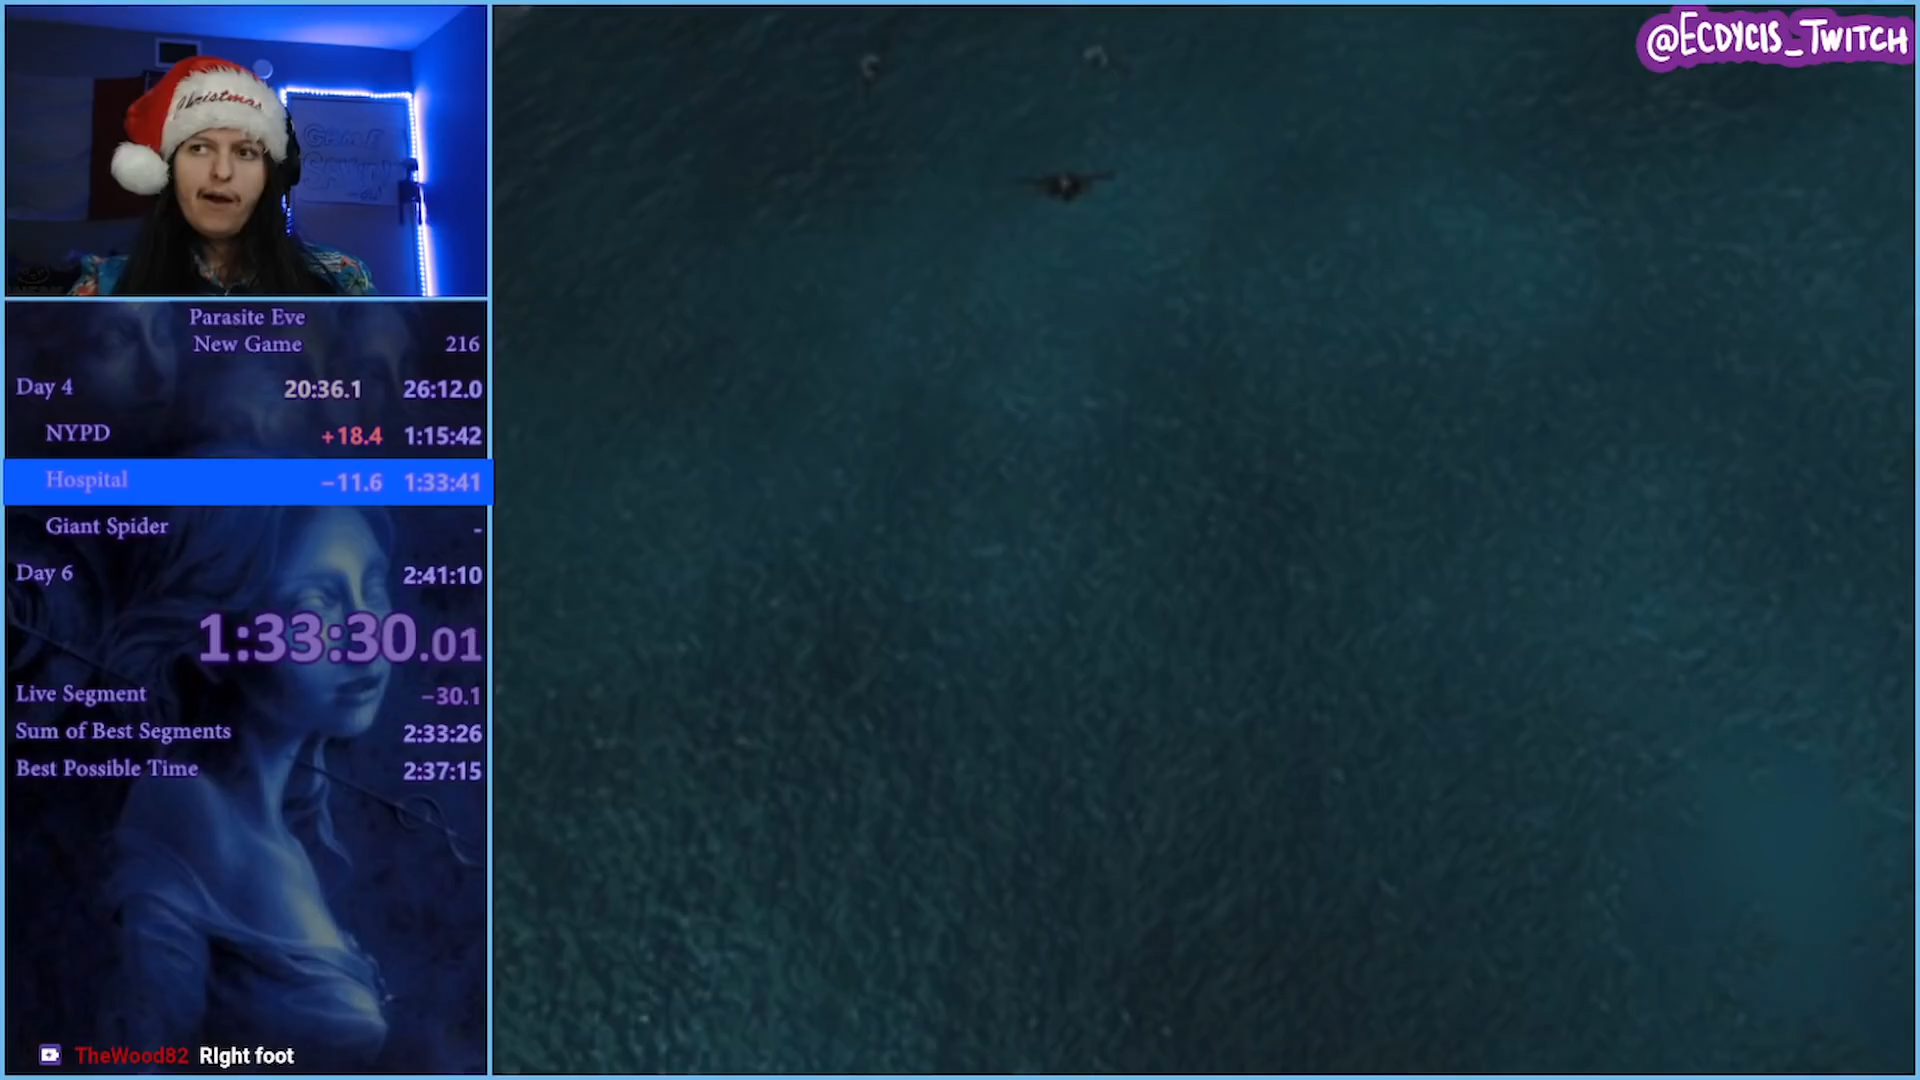 @Ecdycis_Twitch
Christmas
Parasite Eve
New Game 216
Day 4 20:36.1 26:12.0
NYPD +18.4 1:15:42
Hospital −11.6 1:33:41
Giant Spider -
Day 6 2:41:10
1:33:30.01
Live Segment −30.1
Sum of Best Segments 2:33:26
Best Possible Time 2:37:15
TheWood82 RIght foot